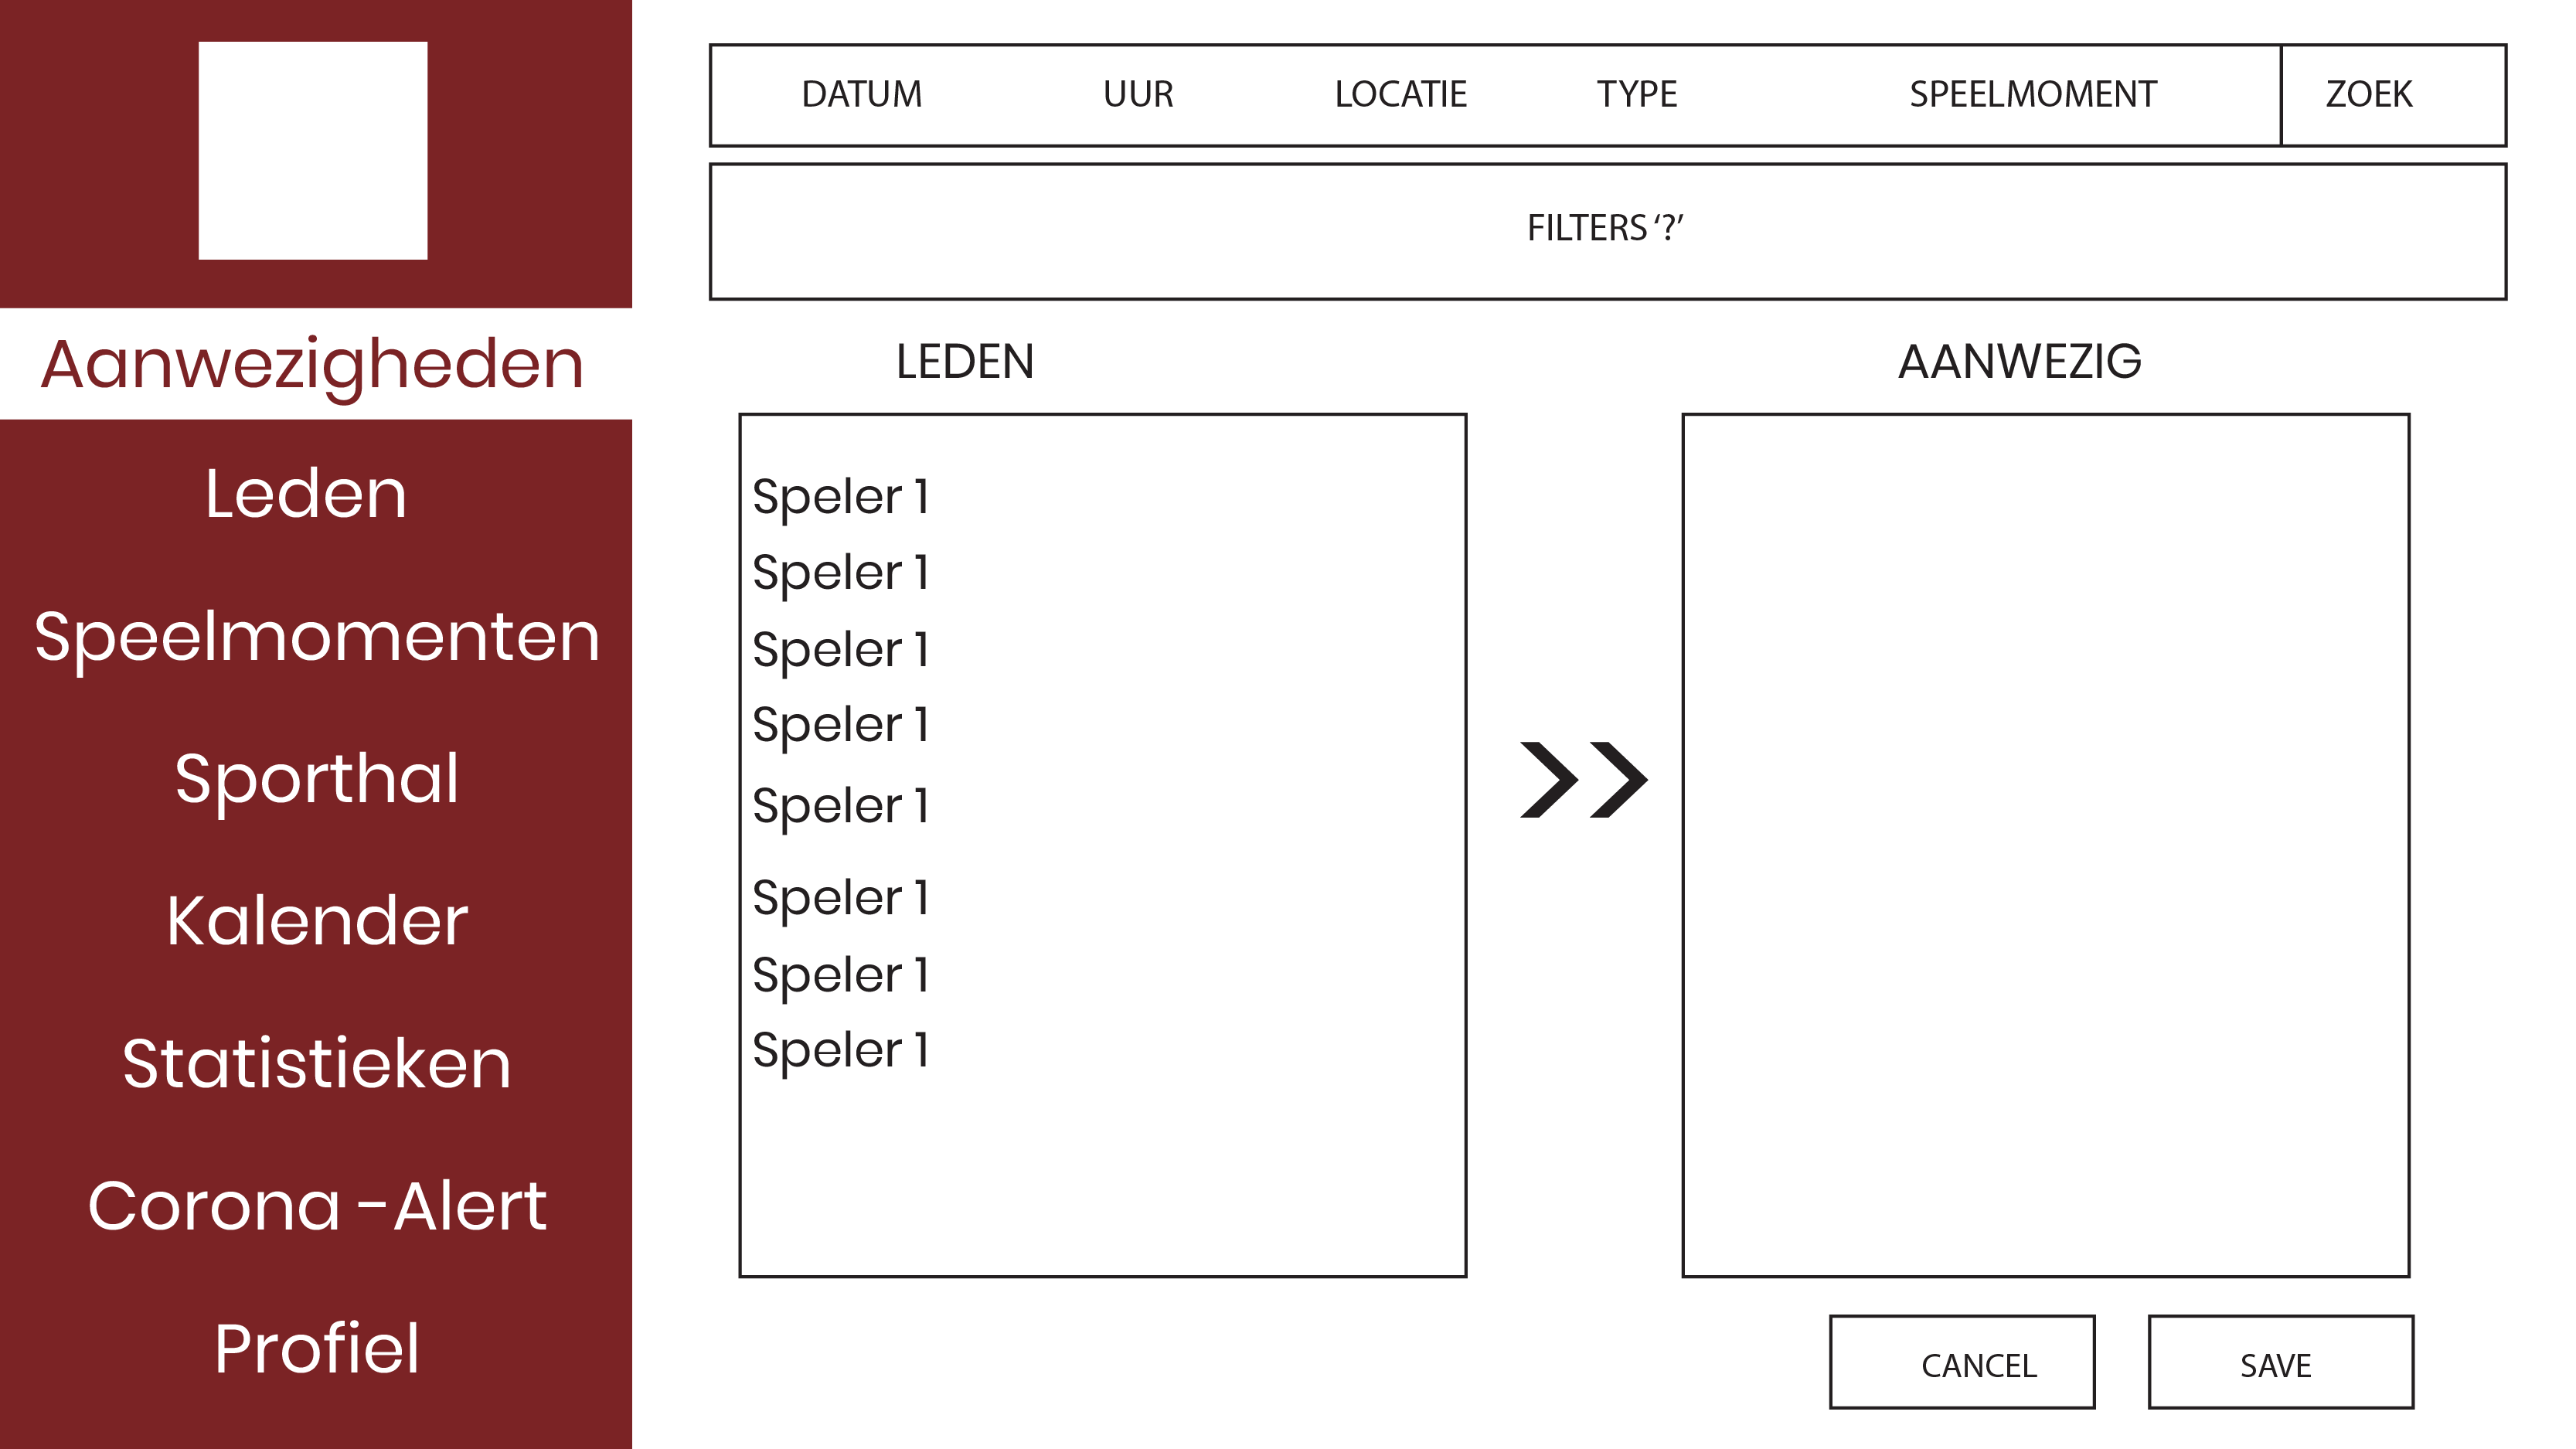 Aanwezigheden
Leden
Speelmomenten
Sporthal
Kalender
Statistieken
Corona -Alert
Profiel
DATUM UUR LOCATIE TYPE SPEELMOMENT ZOEK
FILTERS ‘?’
LEDEN
Speler 1
Speler 1
Speler 1
Speler 1
Speler 1
Speler 1
Speler 1
Speler 1
AANWEZIG
CANCEL
SAVE